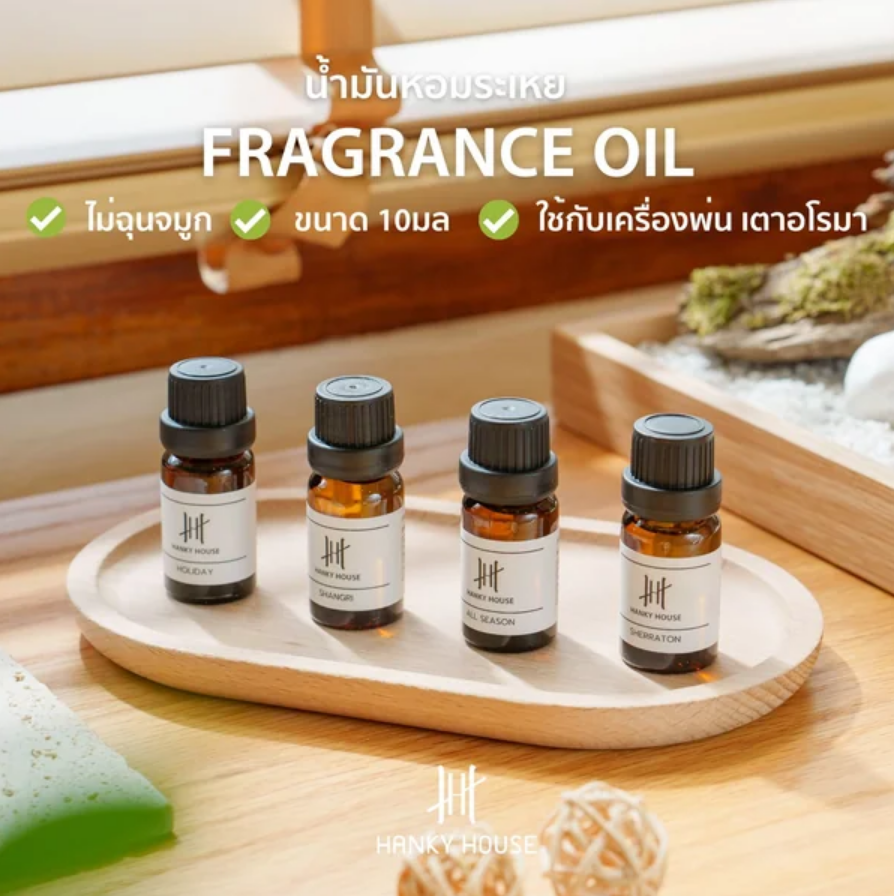 น้ำมันหอมระเหย
FRAGRANCE OIL
ไม่ฉุนจมูก ขนาด 10มล ใช้กับเครื่องพ่น เตาอโรมา
HANKY HOUSE
HOLIDAY
HANKY HOUSE
SHANGRI
HANKY HOUSE
ALL SEASON
HANKY HOUSE
SHERRATON
HANKY HOUSE